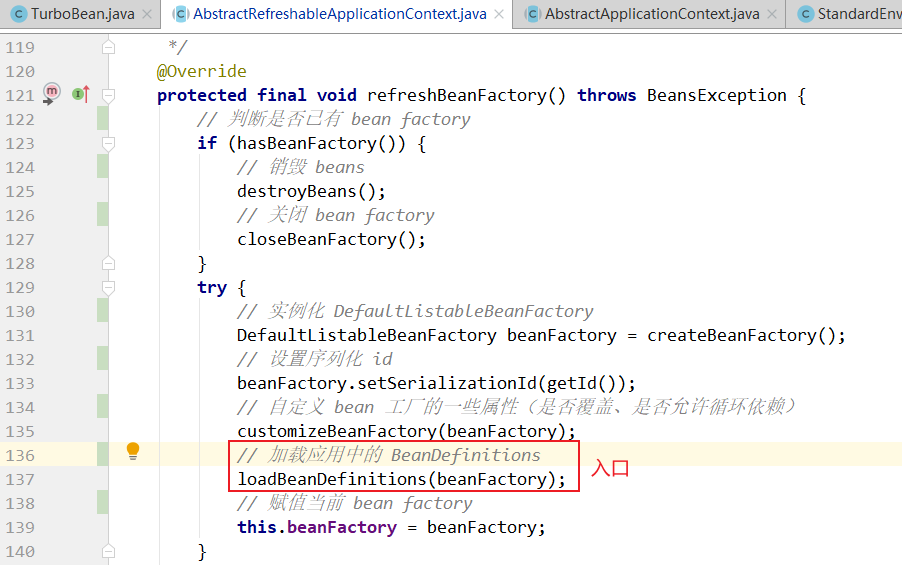 TurboBean.java
AbstractRefreshableApplicationContext.java
AbstractApplicationContext.java
StandardEnv
119 */
120 @Override
121 protected final void refreshBeanFactory() throws BeansException {
122 // 判断是否已有 bean factory
123 if (hasBeanFactory()) {
124 // 销毁 beans
125 destroyBeans();
126 // 关闭 bean factory
127 closeBeanFactory();
128 }
129 try {
130 // 实例化 DefaultListableBeanFactory
131 DefaultListableBeanFactory beanFactory = createBeanFactory();
132 // 设置序列化 id
133 beanFactory.setSerializationId(getId());
134 // 自定义 bean 工厂的一些属性（是否覆盖、是否允许循环依赖）
135 customizeBeanFactory(beanFactory);
136 // 加载应用中的 BeanDefinitions
137 loadBeanDefinitions(beanFactory);
入口
138 // 赋值当前 bean factory
139 this.beanFactory = beanFactory;
140 }